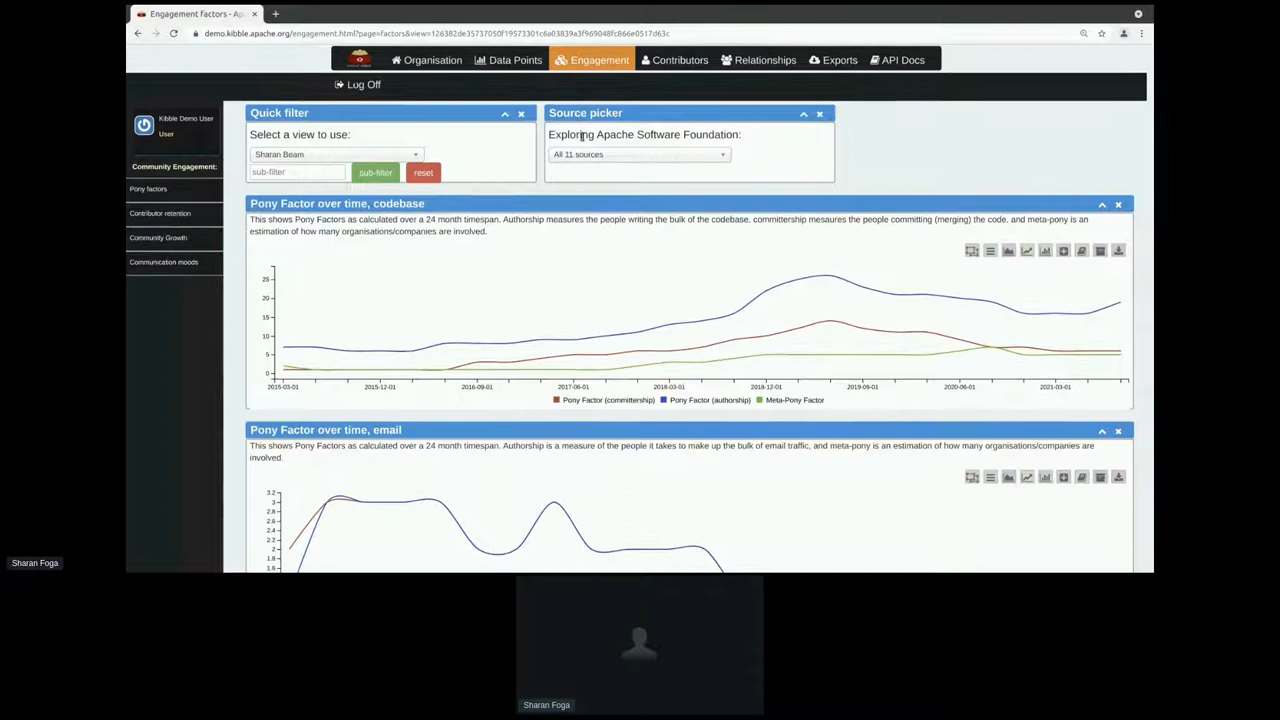 Engagement factors - Ap
demo.kibble.apache.org/engagement.html?page=factors&view=126382de35737050f19573301c6a03839a3f969048fc866e0517d63c
Organisation
Data Points
Engagement
Contributors
Relationships
Exports
API Docs
Log Off
Kibble Demo User
User
Community Engagement:
Pony factors
Contributor retention
Community Growth
Communication moods
Quick filter
Select a view to use:
Sharan Beam
sub-filter
sub-filter
reset
Source picker
Exploring Apache Software Foundation:
All 11 sources
Pony Factor over time, codebase
This shows Pony Factors as calculated over a 24 month timespan. Authorship measures the people writing the bulk of the codebase. committership mesaures the people committing (merging) the code. and meta-pony is an
estimation of how many organisations/companies are involved.
25
20
15
10
5
0
2015-03-01
2015-12-01
2016-09-01
2017-06-01
2018-03-01
2018-12-01
2019-09-01
2020-06-01
2021-03-01
Pony Factor (committership)
Pony Factor (authorship)
Meta-Pony Factor
Pony Factor over time, email
This shows Pony Factors as calculated over a 24 month timespan. Authorship is a measure of the people it takes to make up the bulk of email traffic, and meta-pony is an estimation of how many organisations/companies are
involved.
3.2
3
2.8
2.6
2.4
2.2
2
1.8
1.6
Sharan Foga
Sharan Foga